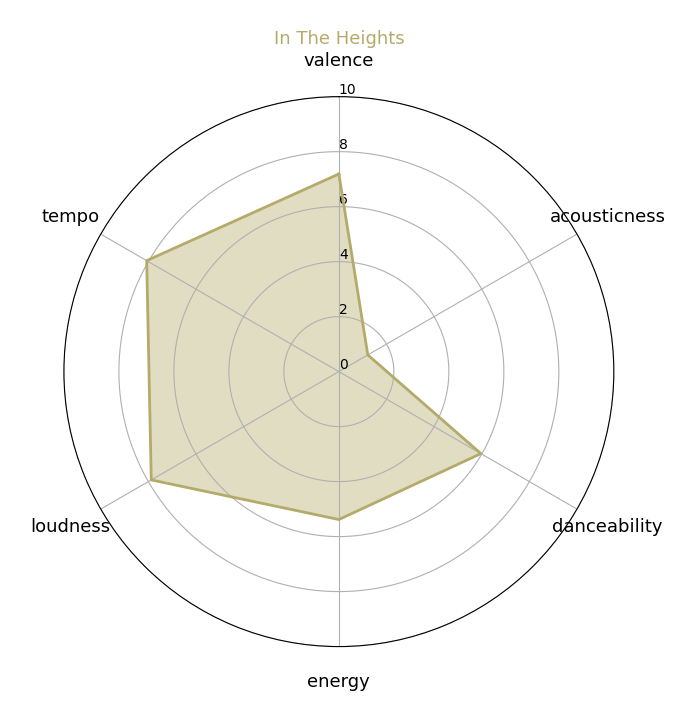 In The Heights
valence
10
8
6
4
2
0
tempo
acousticness
loudness
danceability
energy